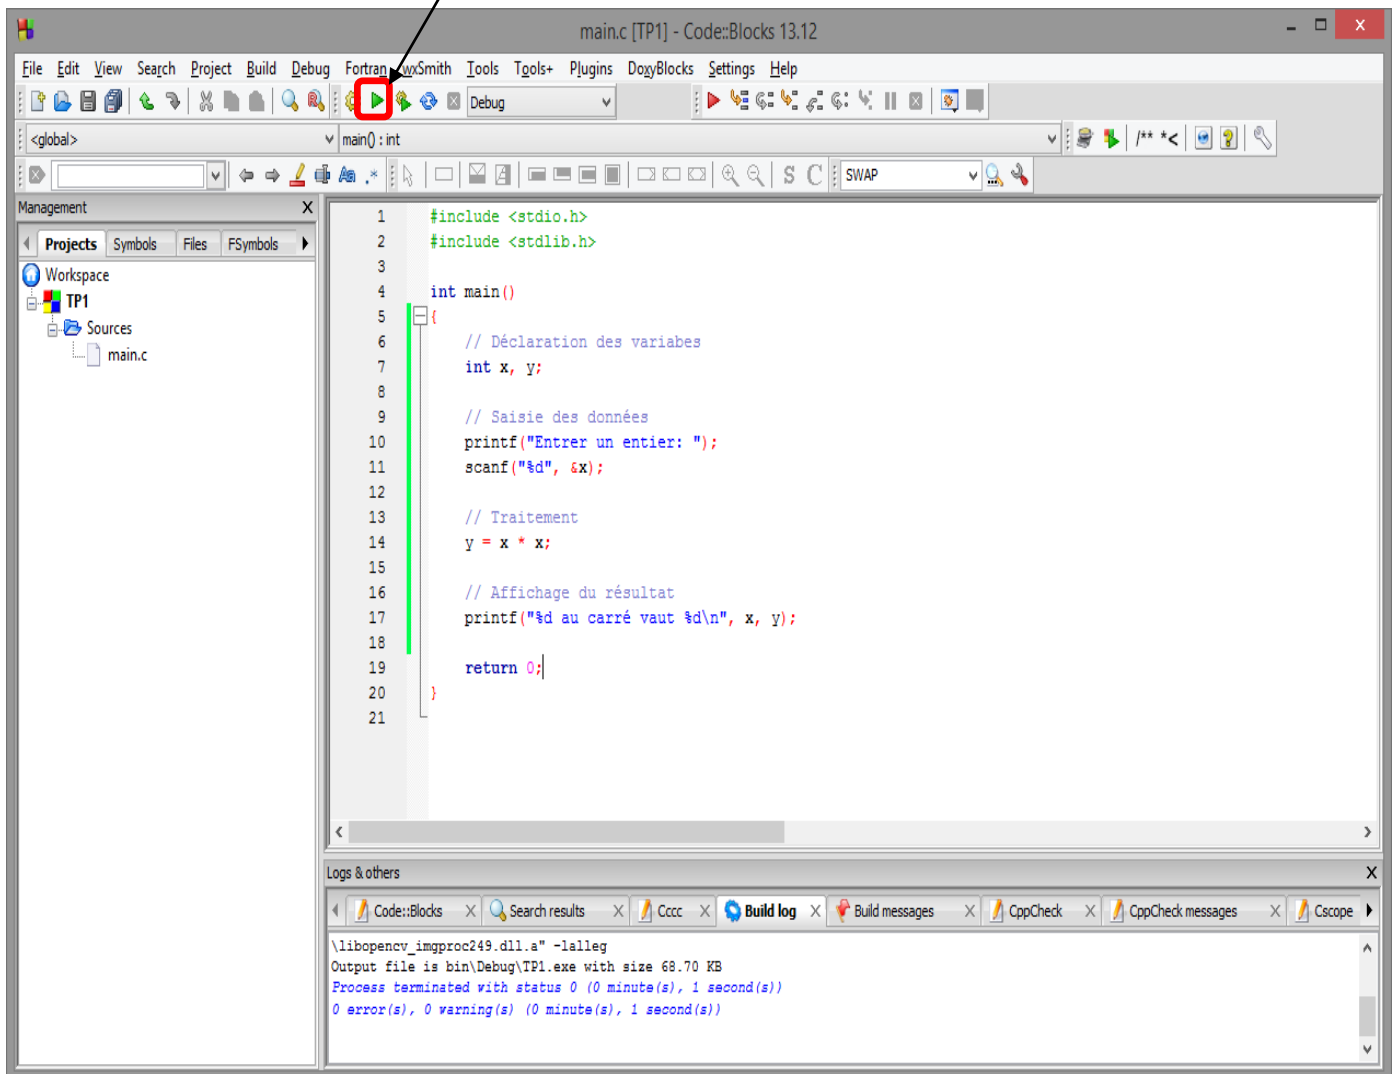 main.c [TP1] - Code::Blocks 13.12
File Edit View Search Project Build Debug Fortran wxSmith Tools Tools+ Plugins DoxyBlocks Settings Help
Debug
<global> main() : int /** *<
S C SWAP
Management
Projects Symbols Files FSymbols
Workspace
TP1
Sources
main.c
1 #include <stdio.h>
2 #include <stdlib.h>
3
4 int main()
5 {
6 // Déclaration des variabes
7 int x, y;
8
9 // Saisie des données
10 printf("Entrer un entier: ");
11 scanf("%d", &x);
12
13 // Traitement
14 y = x * x;
15
16 // Affichage du résultat
17 printf("%d au carré vaut %d\n", x, y);
18
19 return 0;
20 }
21
Logs & others
Code::Blocks Search results Cccc Build log Build messages CppCheck CppCheck messages Cscope
\libopencv_imgproc249.dll.a" -lalleg
Output file is bin\Debug\TP1.exe with size 68.70 KB
Process terminated with status 0 (0 minute(s), 1 second(s))
0 error(s), 0 warning(s) (0 minute(s), 1 second(s))